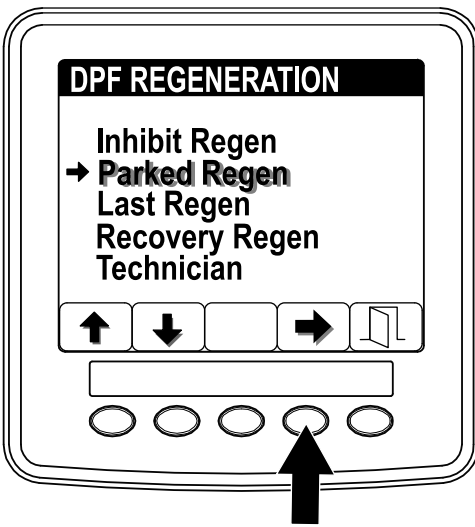 DPF REGENERATION
Inhibit Regen
Parked Regen
Last Regen
Recovery Regen
Technician